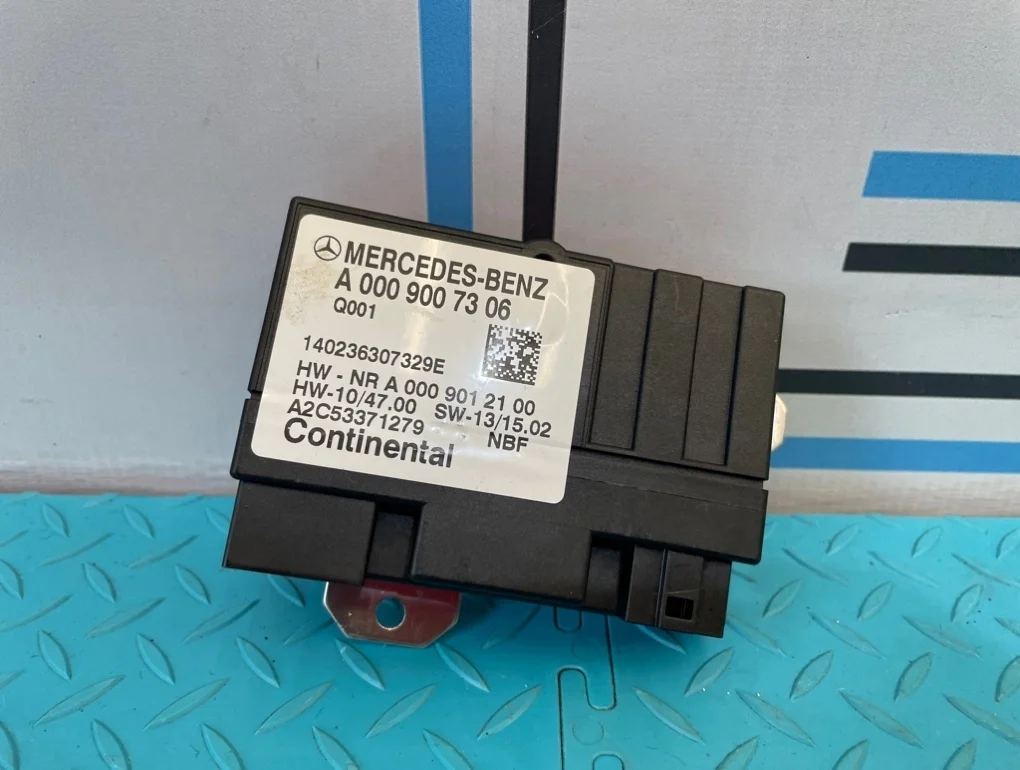 MERCEDES-BENZ
A 000 900 73 06
Q001
140236307329E
HW - NR A 000 901 21 00
HW-10/47.00 SW-13/15.02
A2C53371279 NBF
Continental